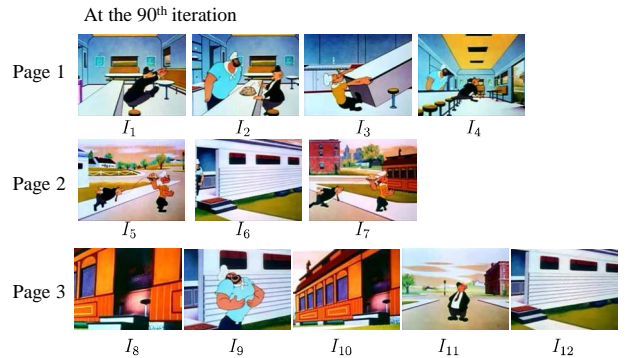 At the 90th iteration
Page 1
I1 I2 I3 I4
Page 2
I5 I6 I7
Page 3
I8 I9 I10 I11 I12